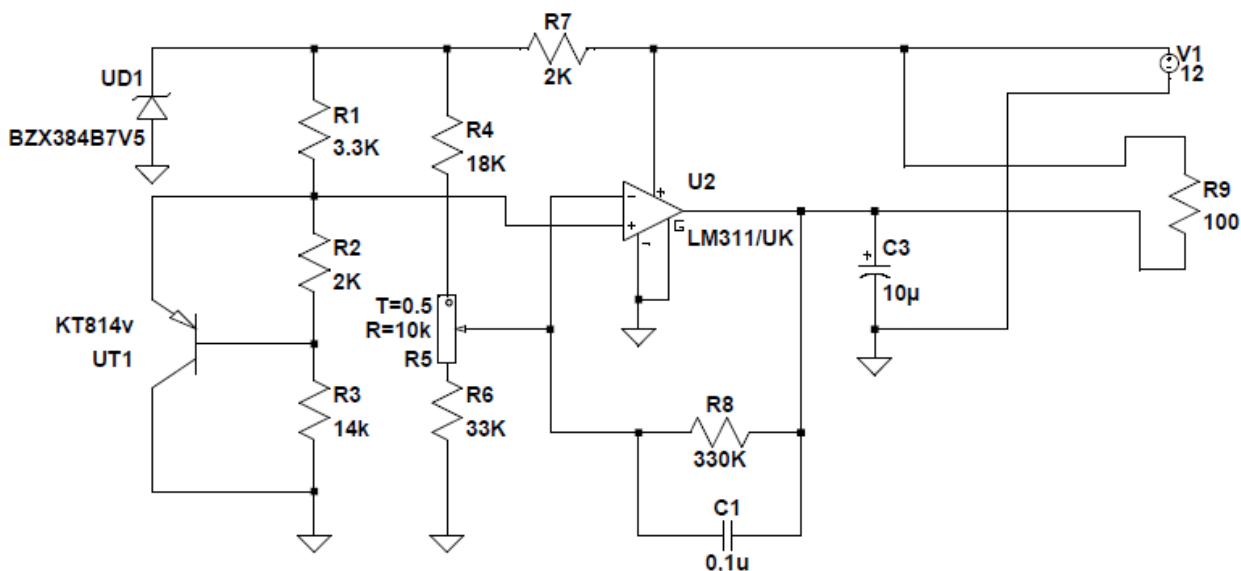 R7
2K
V1
12
UD1
BZX384B7V5
R1
3.3K
R4
18K
U2
LM311/UK
R9
100
R2
2K
C3
10µ
T=0.5
R=10k
R5
KT814v
UT1
R3
14k
R6
33K
R8
330K
C1
0.1u